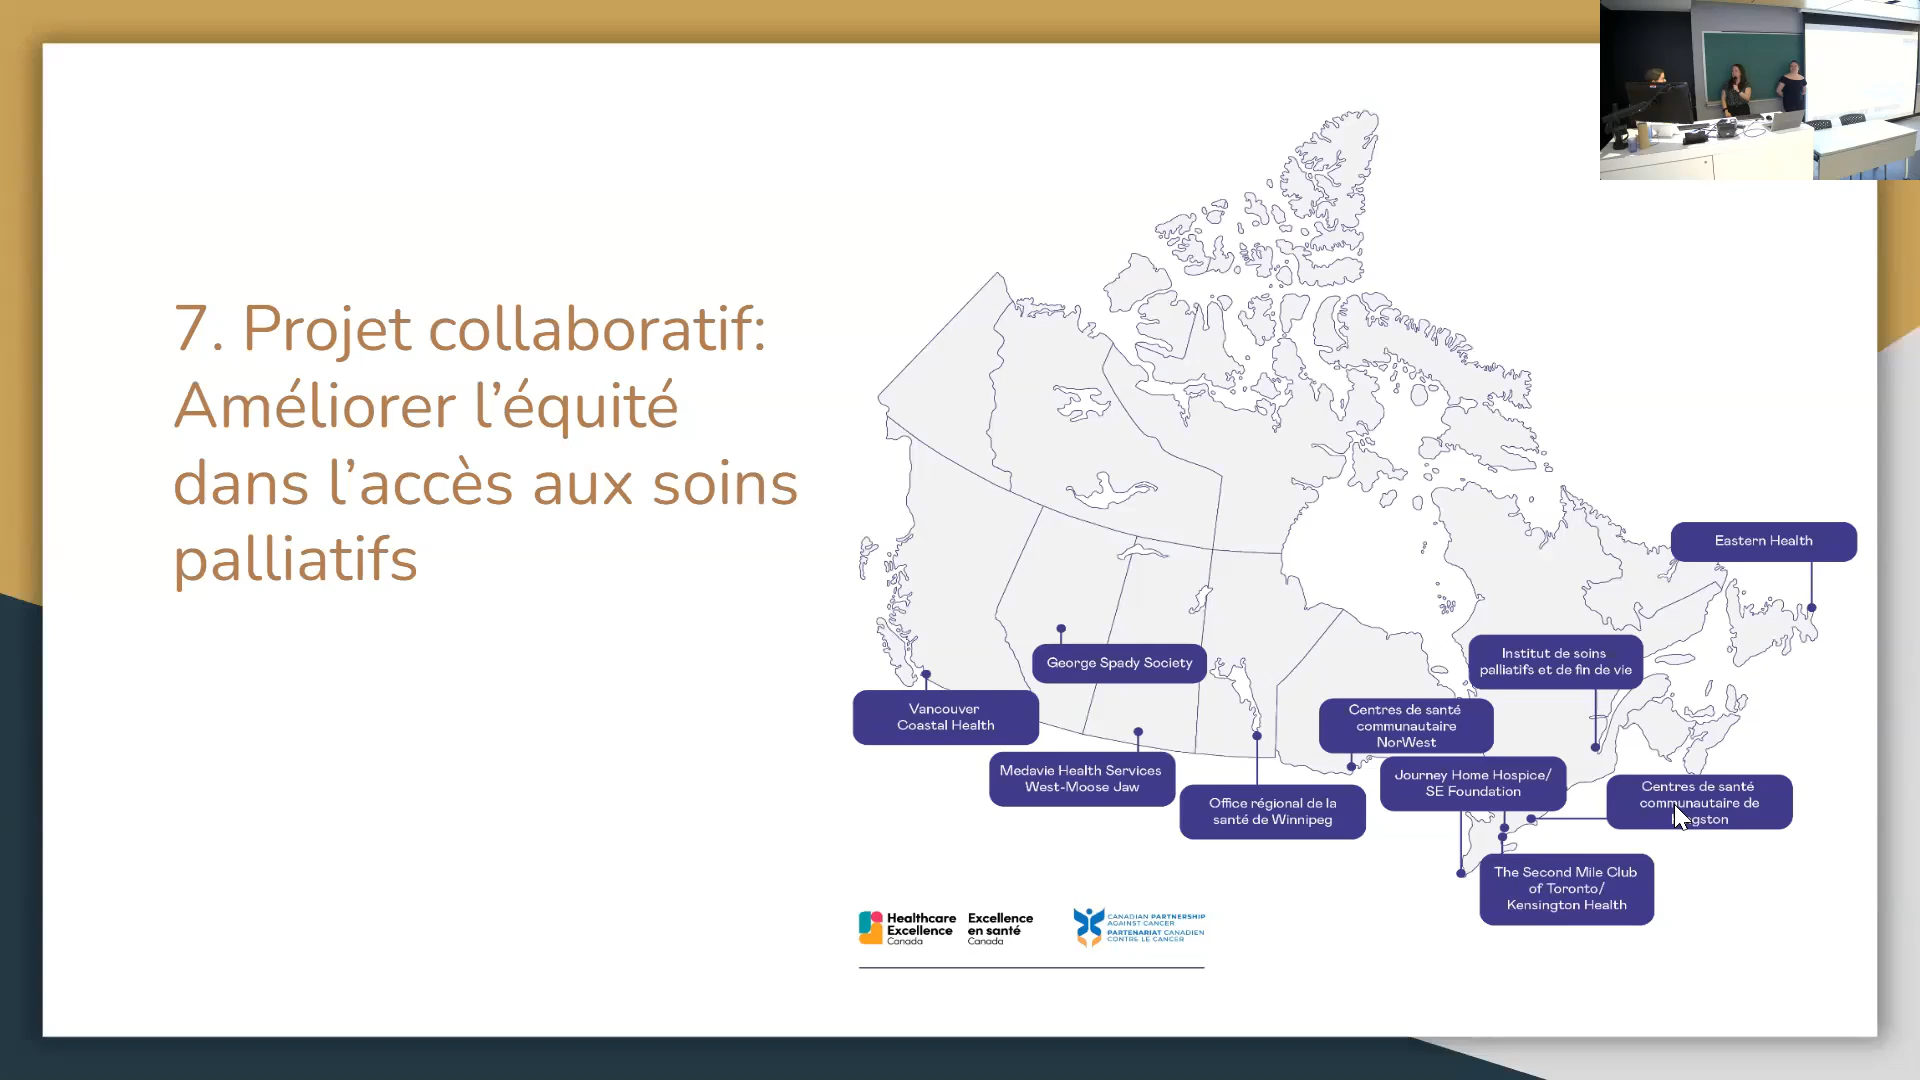 7. Projet collaboratif:
Améliorer l’équité
dans l’accès aux soins
palliatifs
Eastern Health
Institut de soins
palliatifs et de fin de vie
George Spady Society
Vancouver
Coastal Health
Centres de santé
communautaire
NorWest
Medavie Health Services
West-Moose Jaw
Journey Home Hospice/
SE Foundation
Office régional de la
santé de Winnipeg
Centres de santé
communautaire de
The Second Mile Club
of Toronto/
Kensington Health
Healthcare
Excellence
Canada
Excellence
en santé
Canada
CANADIAN PARTNERSHIP
AGAINST CANCER
PARTENARIAT CANADIEN
CONTRE LE CANCER